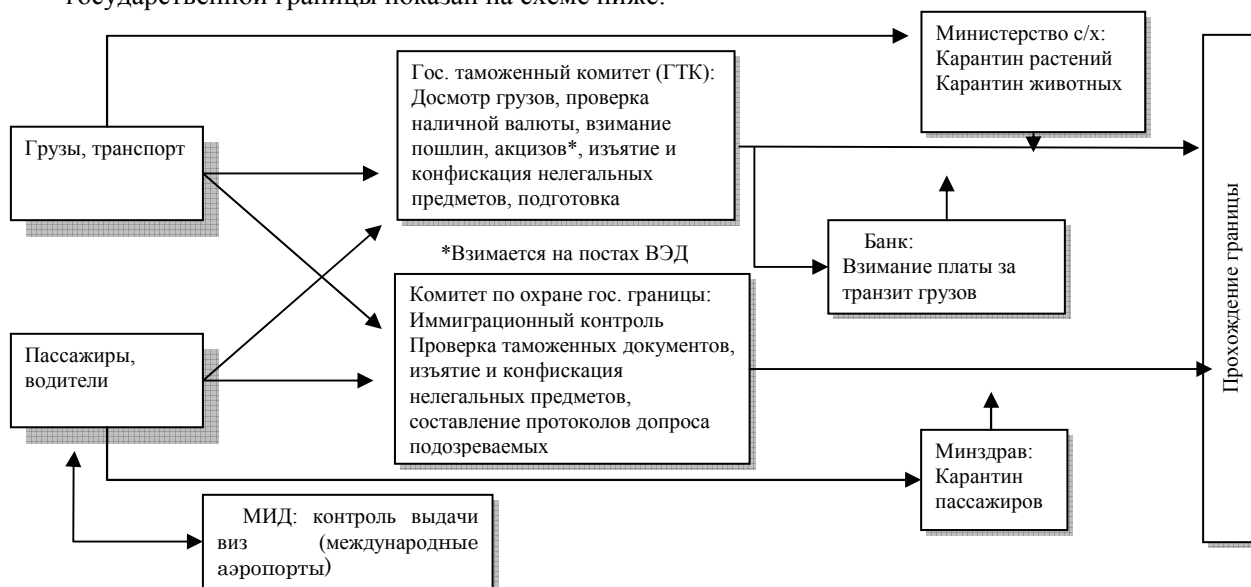 государственной границы показан на схеме ниже.
Министерство с/х:
Карантин растений
Карантин животных
Гос. таможенный комитет (ГТК):
Досмотр грузов, проверка
наличной валюты, взимание
пошлин, акцизов*, изъятие и
конфискация нелегальных
предметов, подготовка
Грузы, транспорт
*Взимается на постах ВЭД
Банк:
Взимание платы за
транзит грузов
Комитет по охране гос. границы:
Иммиграционный контроль
Проверка таможенных документов,
изъятие и конфискация
нелегальных предметов,
составление протоколов допроса
подозреваемых
Пассажиры,
водители
Прохождение границы
Минздрав:
Карантин
пассажиров
МИД: контроль выдачи
виз (международные
аэропорты)